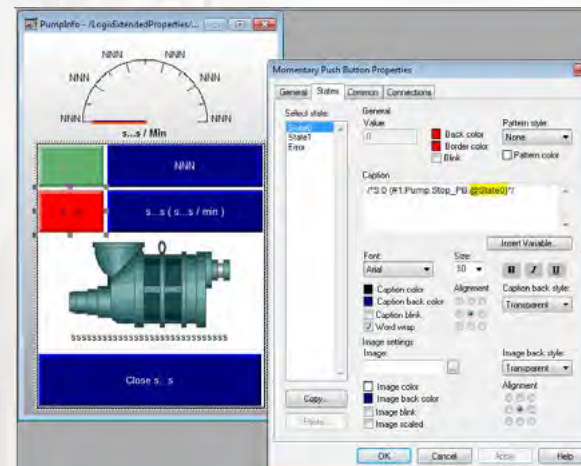 PumpInfo - /LogixExtendedProperties/...
NNN
NNN
NNN
NNN
NNN
NNN
s...s / Min
NNN
s...s
s...s ( s...s / min )
ssssssssssssssssssssssssssssss
Close s...s
Momentary Push Button Properties
General
States
Common
Connections
Select state:
State0
State1
Error
Copy...
General
Value:
0
Back color
Border color
Blink
Pattern style:
None
Pattern color
Caption
/*S:0 {#1.Pump.Stop_PB.@State0}*/
Insert Variable...
Font:
Arial
Size:
10
B
I
U
Caption color
Caption back color
Caption blink
Word wrap
Alignment
Caption back style:
Transparent
Image settings
Image:
...
Image back style:
Transparent
Image color
Image back color
Image blink
Image scaled
Alignment
OK
Cancel
Apply
Help